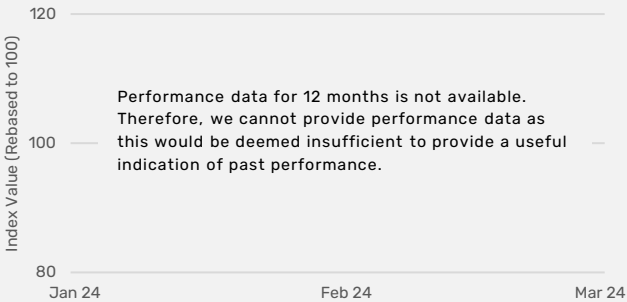 120
Index Value (Rebased to 100)
Performance data for 12 months is not available.
Therefore, we cannot provide performance data as
100
this would be deemed insufficient to provide a useful
indication of past performance.
80
Jan 24
Feb 24
Mar 24